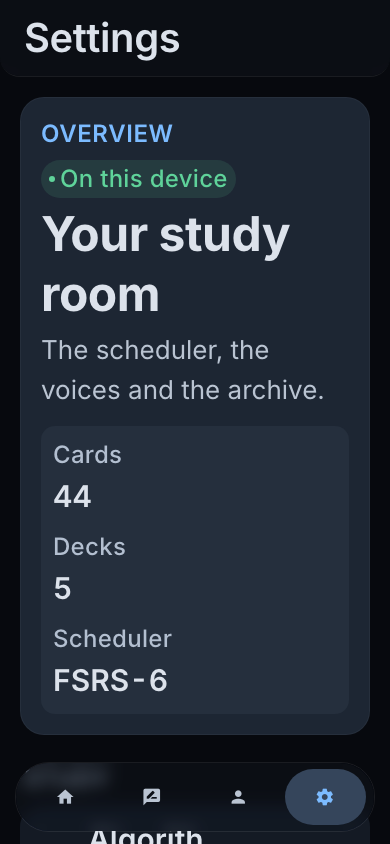 Settings
OVERVIEW
• On this device
Your study
room
The scheduler, the
voices and the archive.
Cards
44
Decks
5
Scheduler
FSRS-6
Algorith